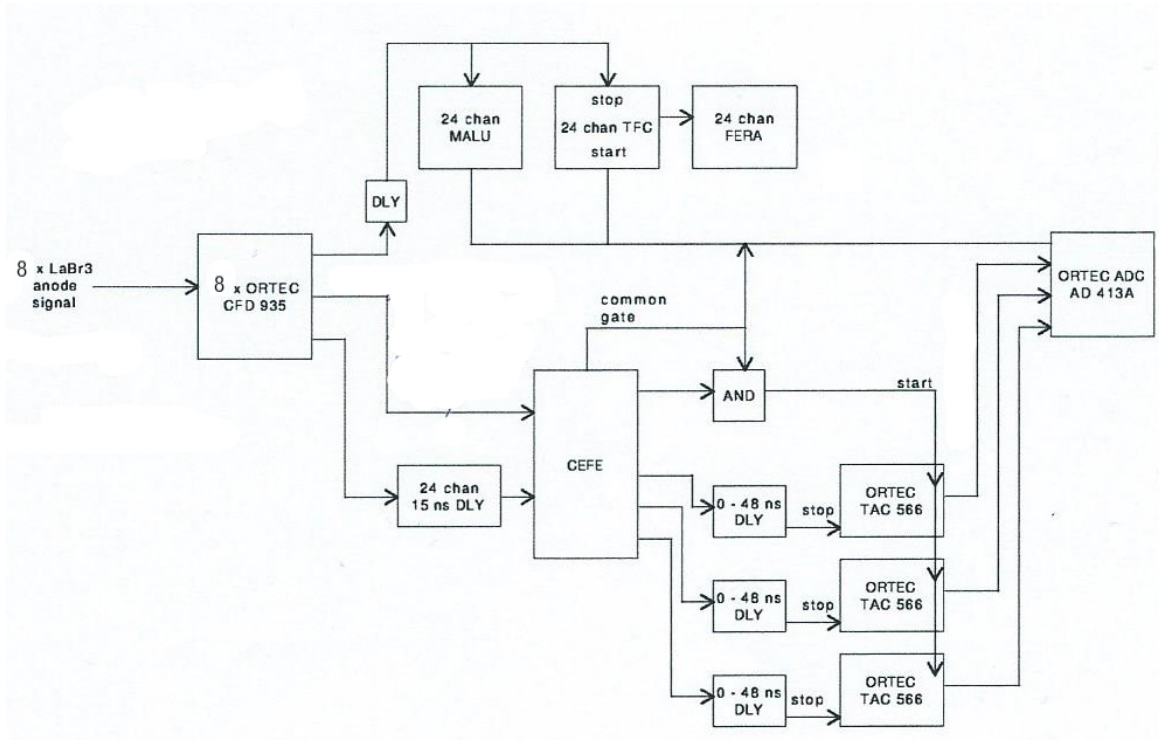 stop
24 chan TFC
start
24 chan
MALU
24 chan
FERA
DLY
8 x LaBr3
anode
signal
8 x ORTEC
CFD 935
ORTEC ADC
AD 413A
common
gate
AND
start
CEFE
24 chan
15 ns DLY
0 - 48 ns
DLY
stop
ORTEC
TAC 566
0 - 48 ns
DLY
stop
ORTEC
TAC 566
0 - 48 ns
DLY
stop
ORTEC
TAC 566